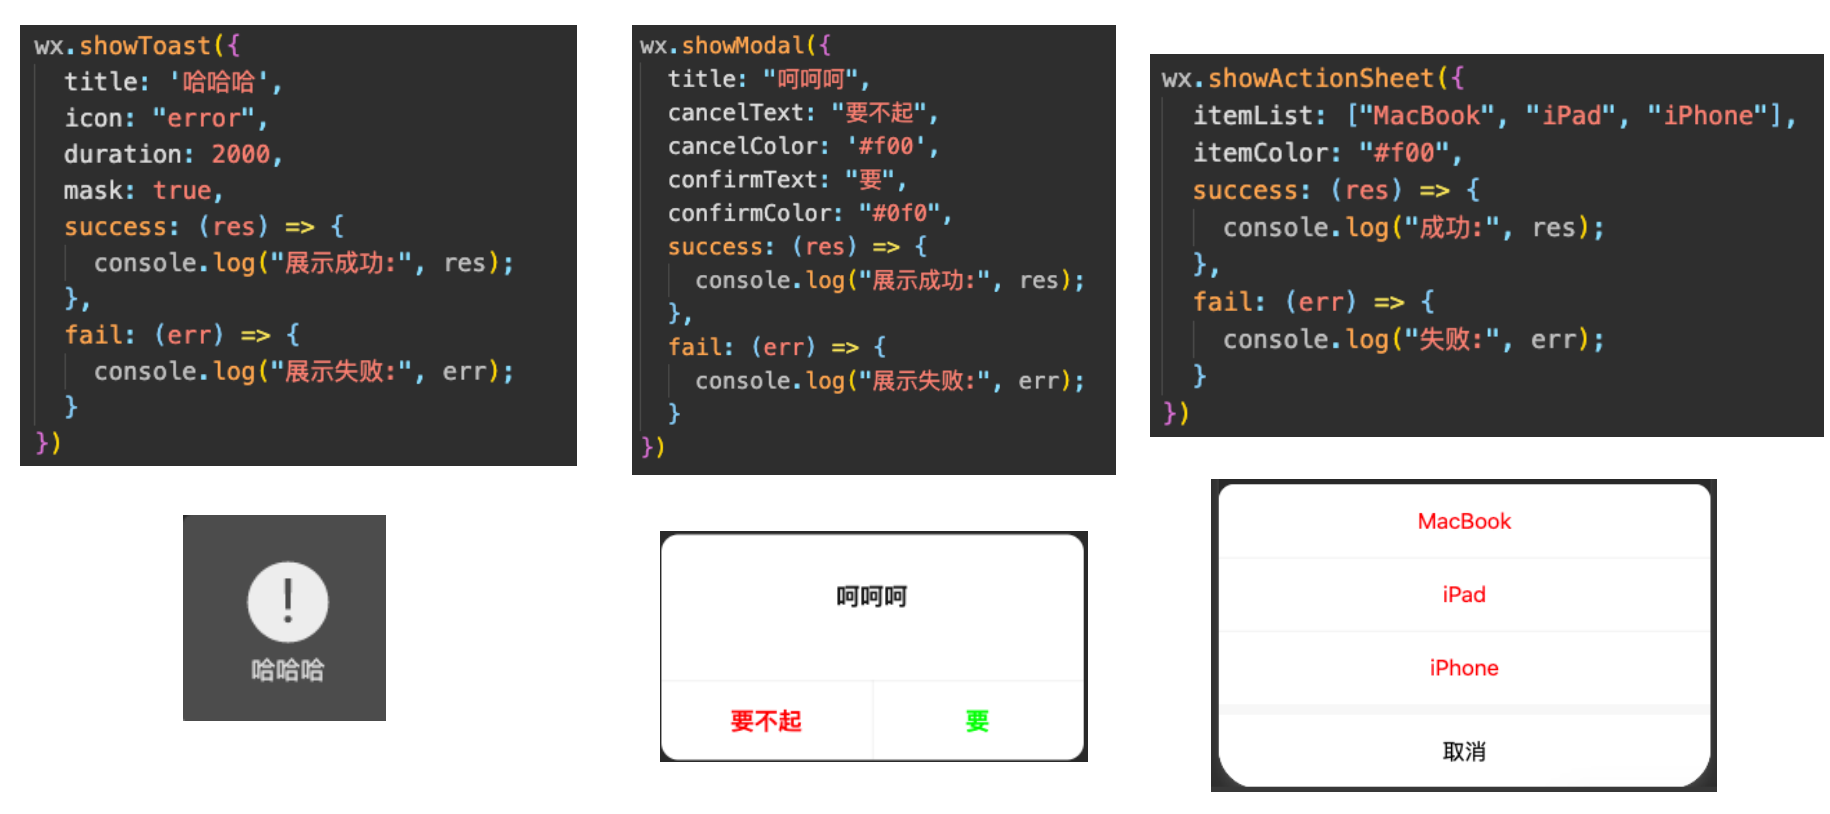 wx.showToast({
title: '哈哈哈',
icon: "error",
duration: 2000,
mask: true,
success: (res) => {
console.log("展示成功:", res);
},
fail: (err) => {
console.log("展示失败:", err);
}
})
哈哈哈
wx.showModal({
title: "呵呵呵",
cancelText: "要不起",
cancelColor: '#f00',
confirmText: "要",
confirmColor: "#0f0",
success: (res) => {
console.log("展示成功:", res);
},
fail: (err) => {
console.log("展示失败:", err);
}
})
呵呵呵
要不起 要
wx.showActionSheet({
itemList: ["MacBook", "iPad", "iPhone"],
itemColor: "#f00",
success: (res) => {
console.log("成功:", res);
},
fail: (err) => {
console.log("失败:", err);
}
})
MacBook
iPad
iPhone
取消